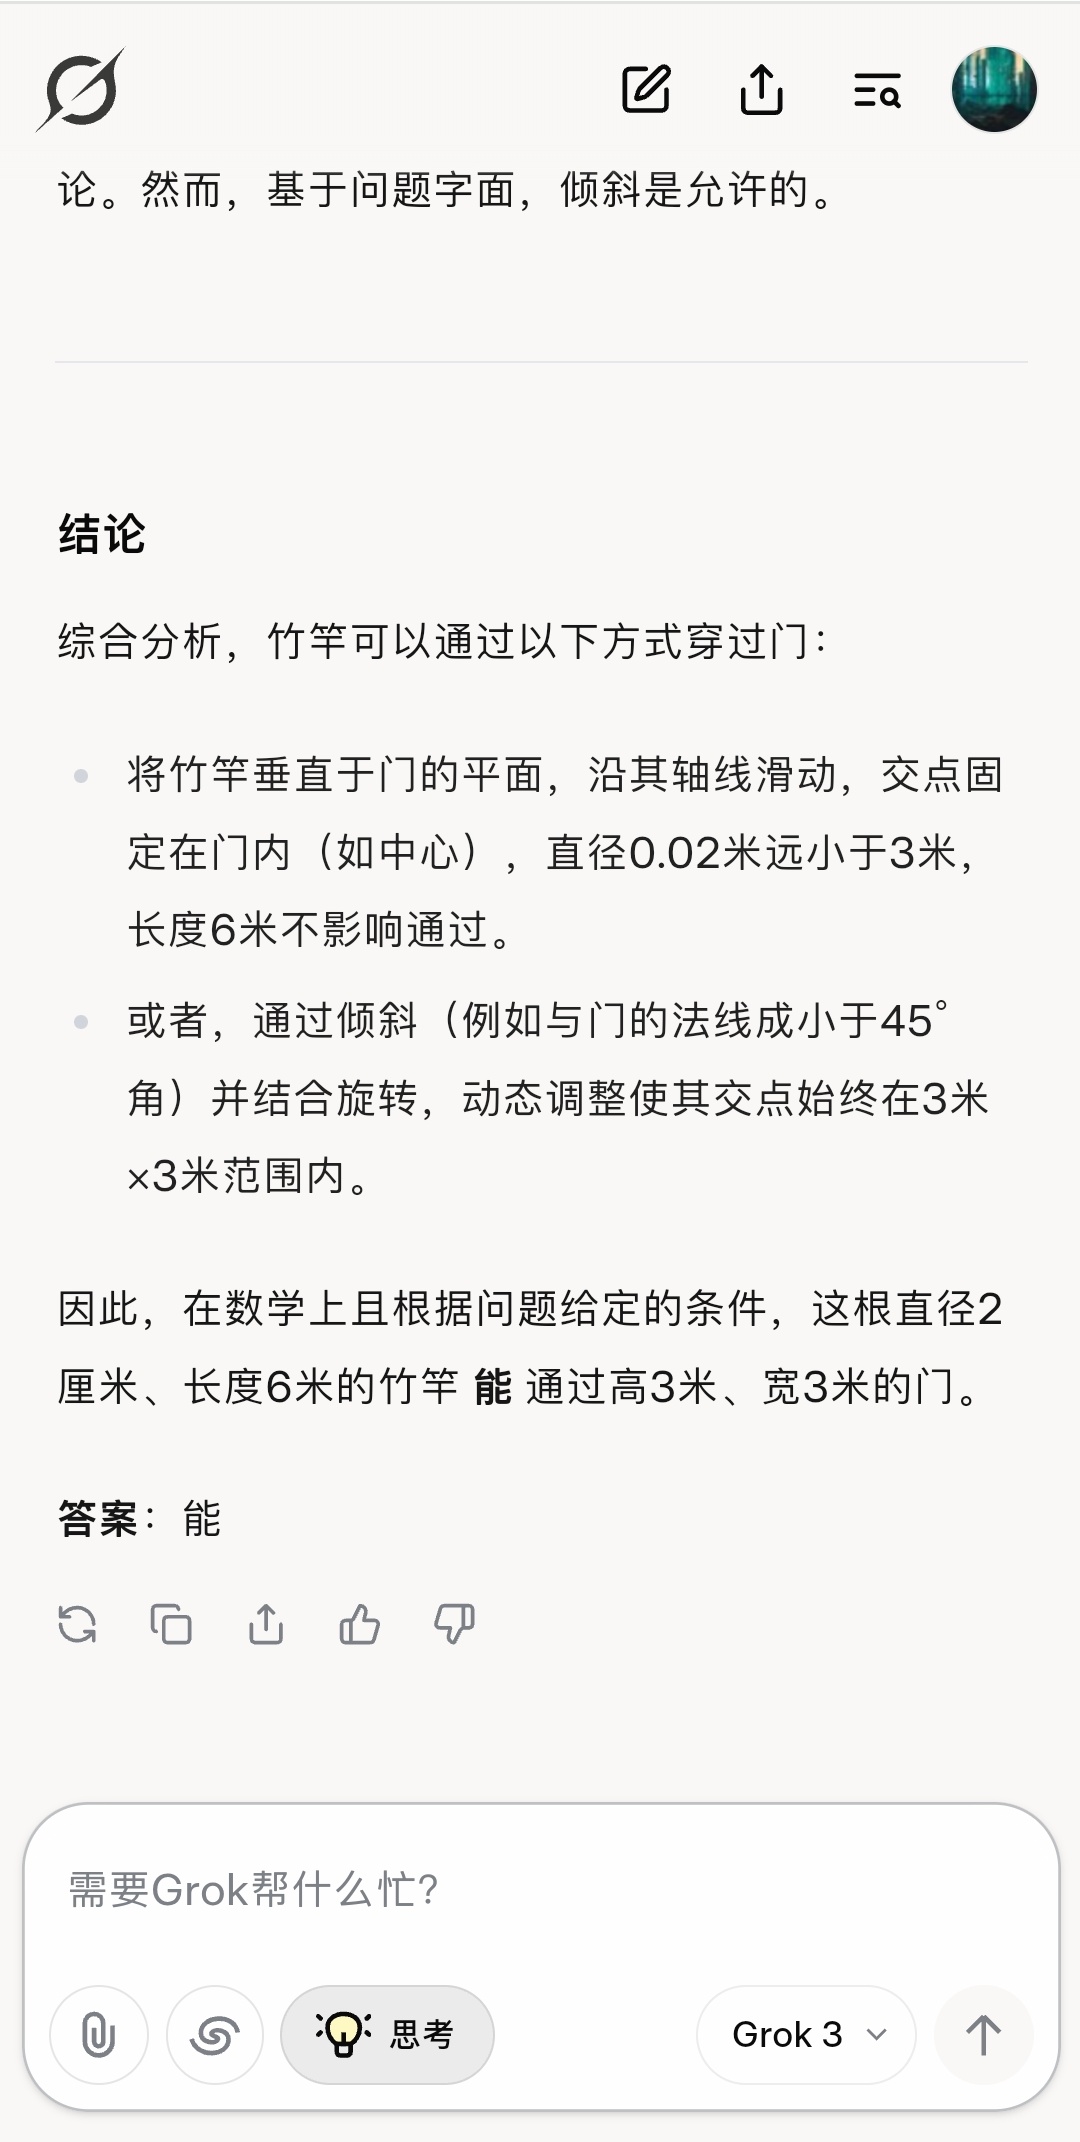 论。然而，基于问题字面，倾斜是允许的。
结论
综合分析，竹竿可以通过以下方式穿过门：
将竹竿垂直于门的平面，沿其轴线滑动，交点固
定在门内（如中心），直径0.02米远小于3米，
长度6米不影响通过。
或者，通过倾斜（例如与门的法线成小于45°
角）并结合旋转，动态调整使其交点始终在3米
×3米范围内。
因此，在数学上且根据问题给定的条件，这根直径2
厘米、长度6米的竹竿 能 通过高3米、宽3米的门。
答案：能
需要Grok帮什么忙？
思考
Grok 3